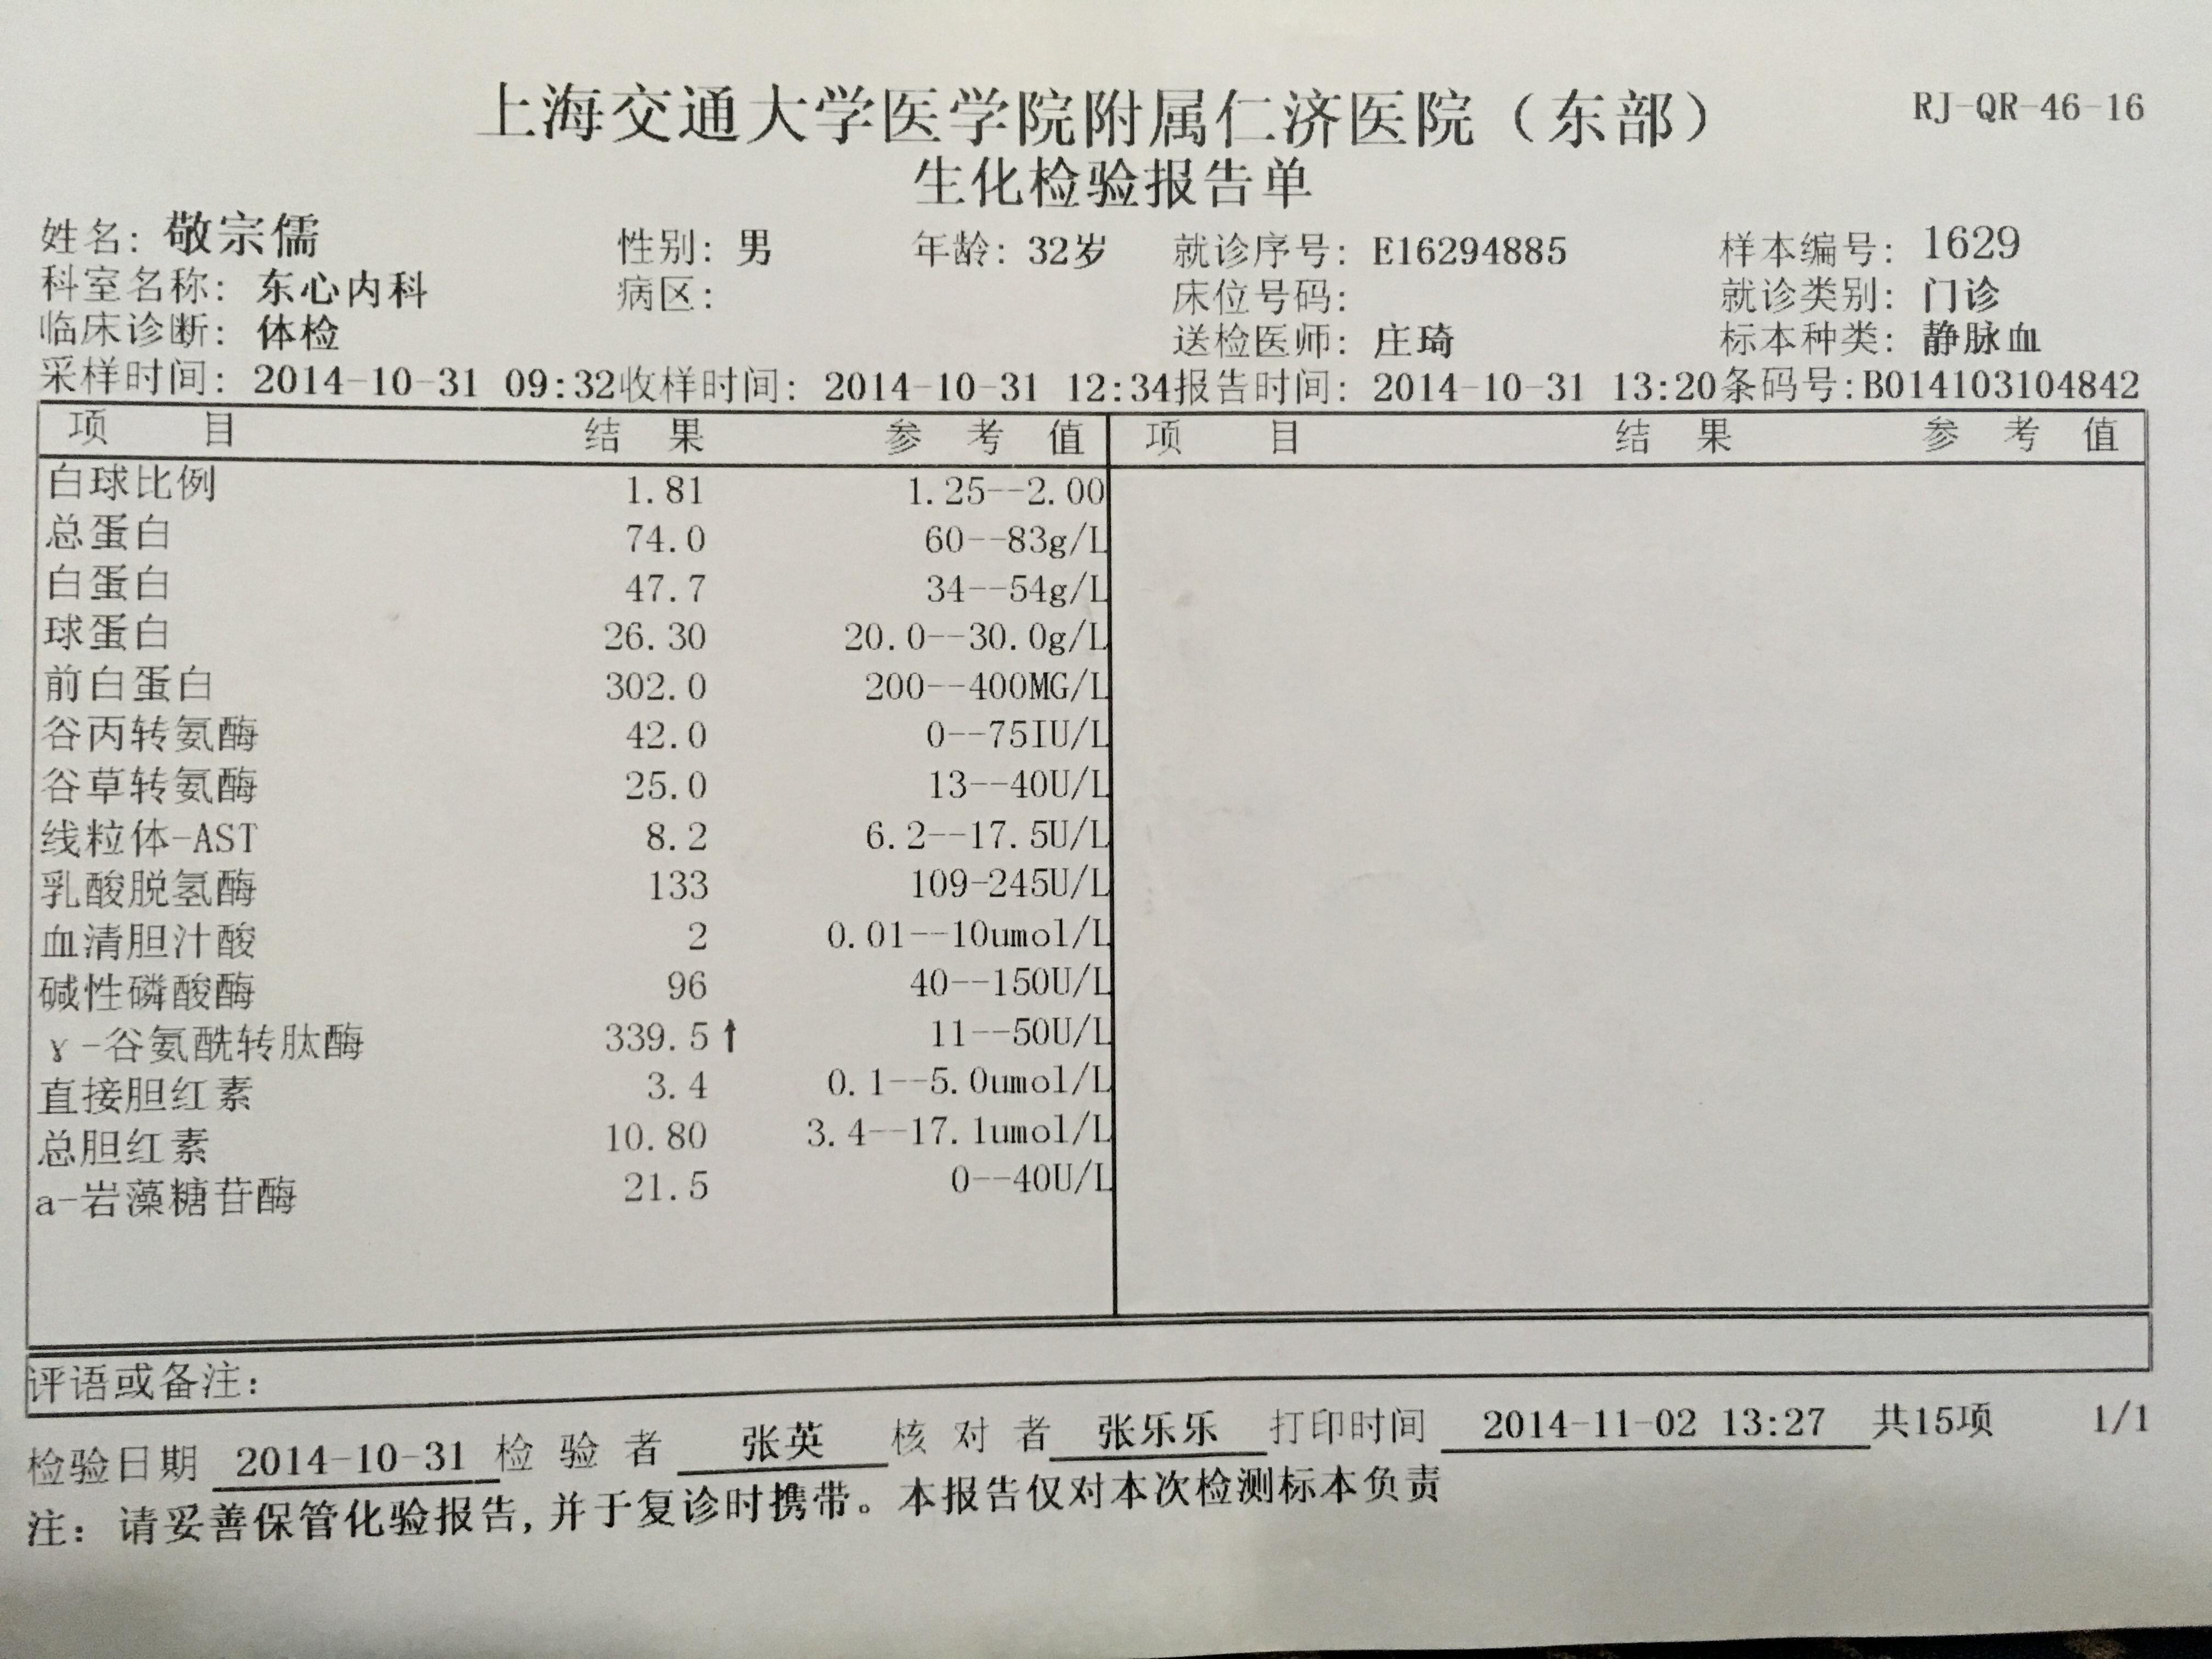 上海交通大学医学院附属仁济医院（东部） RJ-QR-46-16
生化检验报告单
姓名: 敬宗儒 性别: 男 年龄: 32岁 就诊序号: E16294885 样本编号: 1629
科室名称: 东心内科 病区: 床位号码: 就诊类别: 门诊
临床诊断: 体检 送检医师: 庄琦 标本种类: 静脉血
采样时间: 2014-10-31 09:32收样时间: 2014-10-31 12:34报告时间: 2014-10-31 13:20条码号:B014103104842
项 目 结 果 参 考 值 项 目 结 果 参 考 值
白球比例 1.81 1.25--2.00
总蛋白 74.0 60--83g/L
白蛋白 47.7 34--54g/L
球蛋白 26.30 20.0--30.0g/L
前白蛋白 302.0 200--400MG/L
谷丙转氨酶 42.0 0--75IU/L
谷草转氨酶 25.0 13--40U/L
线粒体-AST 8.2 6.2--17.5U/L
乳酸脱氢酶 133 109-245U/L
血清胆汁酸 2 0.01--10umol/L
碱性磷酸酶 96 40--150U/L
ɤ-谷氨酰转肽酶 339.5↑ 11--50U/L
直接胆红素 3.4 0.1--5.0umol/L
总胆红素 10.80 3.4--17.1umol/L
a-岩藻糖苷酶 21.5 0--40U/L
评语或备注:
检验日期 2014-10-31 检 验 者 张英 核 对 者 张乐乐 打印时间 2014-11-02 13:27 共15项 1/1
注: 请妥善保管化验报告,并于复诊时携带。本报告仅对本次检测标本负责